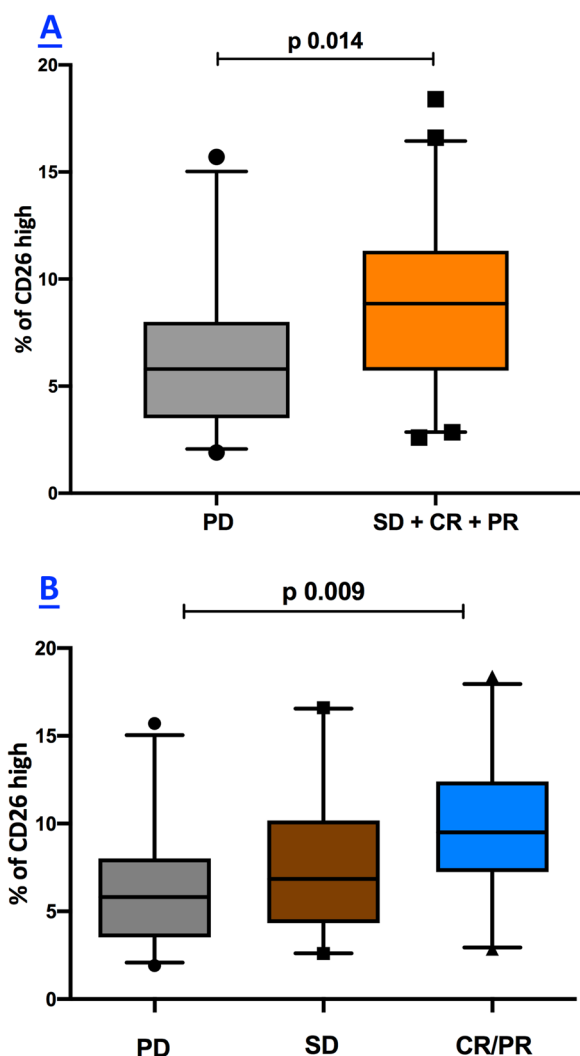 A
p 0.014
20
15
10
5
0
% of CD26 high
PD
SD + CR + PR
B
p 0.009
20
15
10
5
0
% of CD26 high
PD
SD
CR/PR